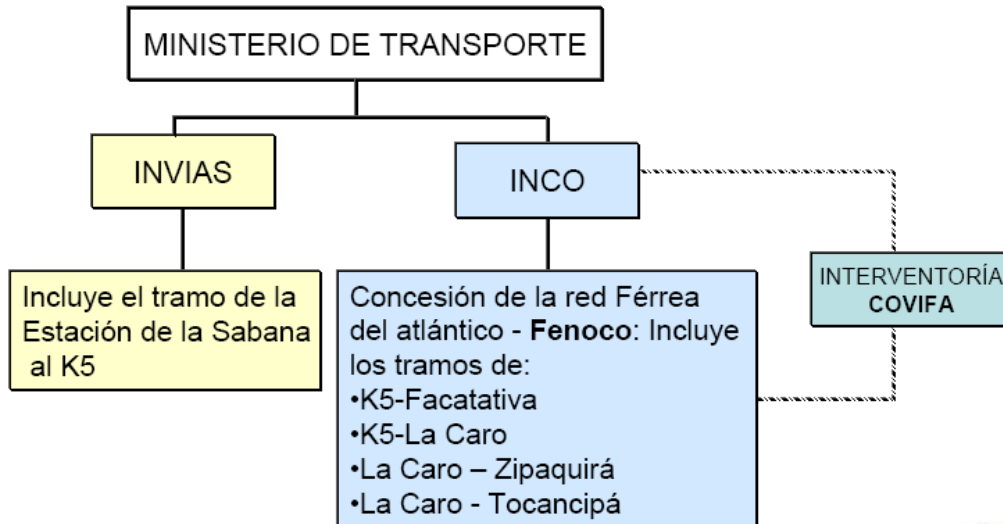 MINISTERIO DE TRANSPORTE
INVIAS
INCO
Incluye el tramo de la
Estación de la Sabana
al K5
Concesión de la red Férrea
del atlántico - Fenoco: Incluye
los tramos de:
•K5-Facatativa
•K5-La Caro
•La Caro – Zipaquirá
•La Caro - Tocancipá
INTERVENTORÍA
COVIFA